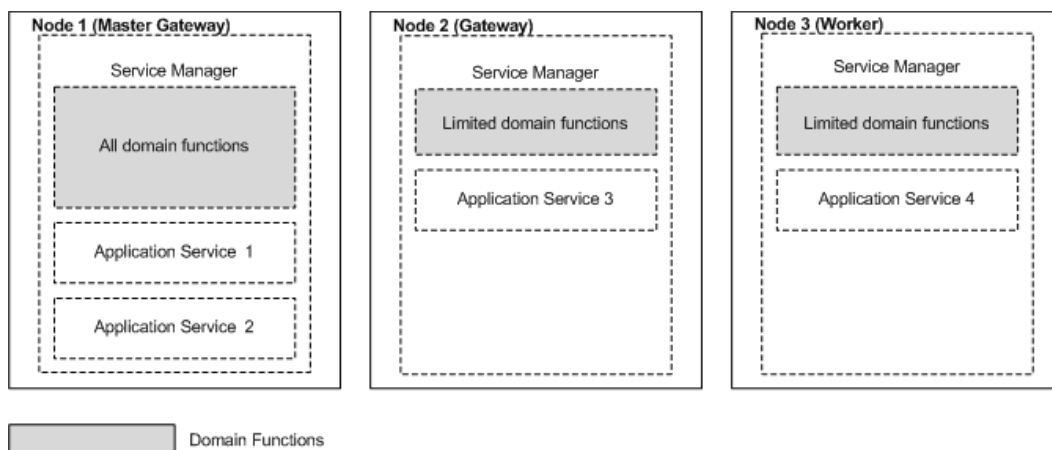 Node 1 (Master Gateway)
Service Manager
All domain functions
Application Service 1
Application Service 2
Node 2 (Gateway)
Service Manager
Limited domain functions
Application Service 3
Node 3 (Worker)
Service Manager
Limited domain functions
Application Service 4
Domain Functions